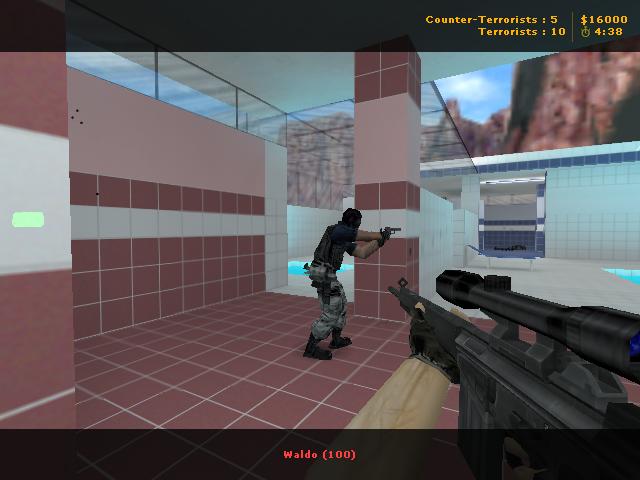 Counter-Terrorists : 5
$16000
Terrorists : 10
4:38
Waldo (100)